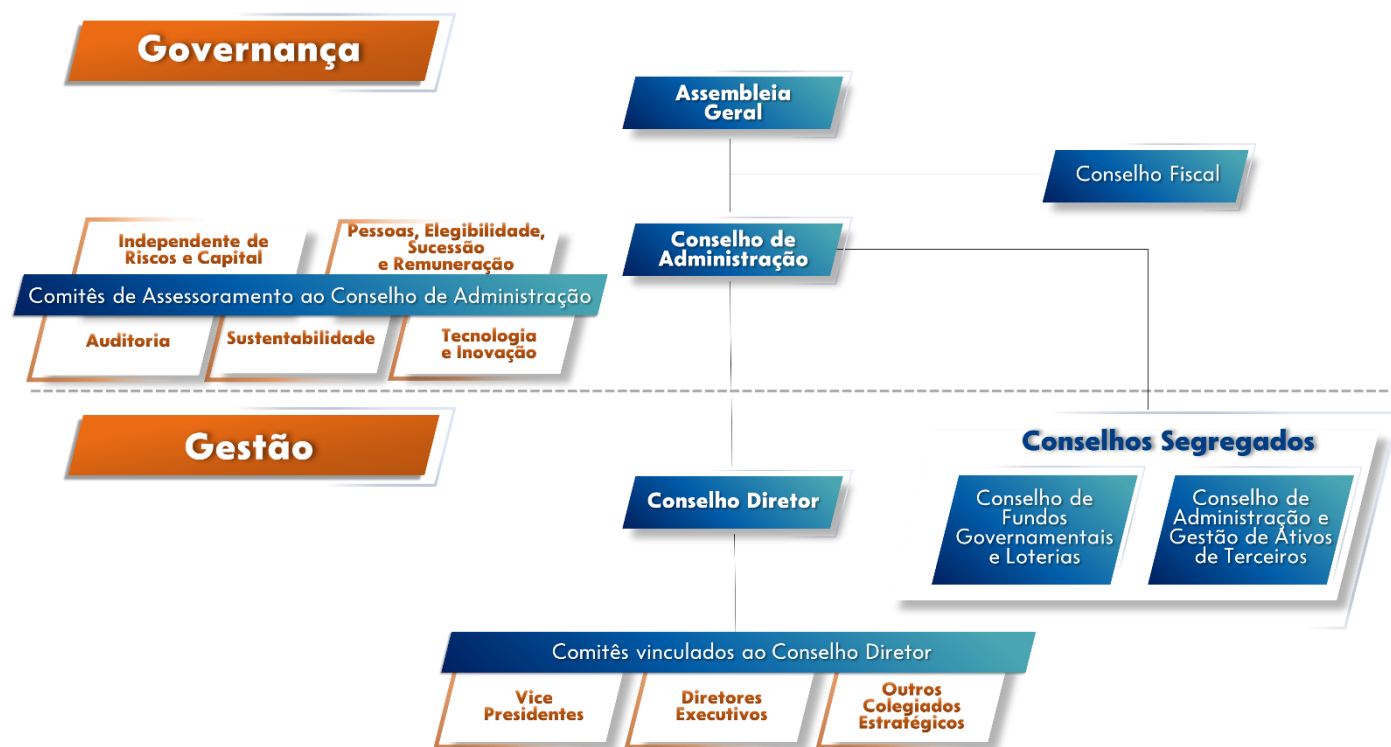 Governança
Assembleia
Geral
Conselho Fiscal
Independente de
Riscos e Capital
Pessoas, Elegibilidade,
Sucessão
e Remuneração
Conselho de
Administração
Comitês de Assessoramento ao Conselho de Administração
Auditoria
Sustentabilidade
Tecnologia
e Inovação
Gestão
Conselhos Segregados
Conselho Diretor
Conselho de
Fundos
Governamentais
e Loterias
Conselho de
Administração e
Gestão de Ativos
de Terceiros
Comitês vinculados ao Conselho Diretor
Vice
Presidentes
Diretores
Executivos
Outros
Colegiados
Estratégicos